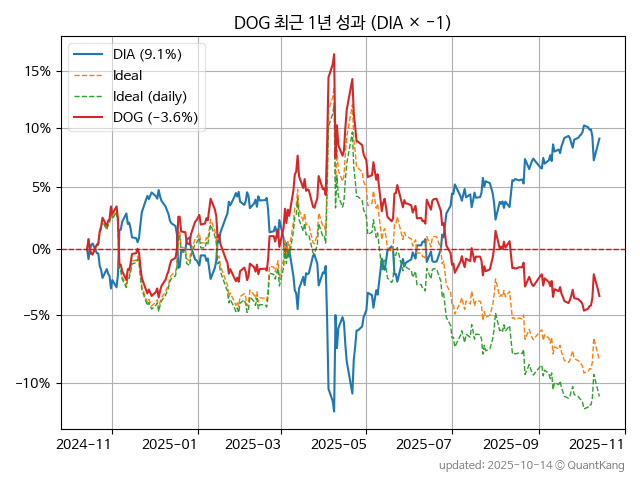 DOG 최근 1년 성과 (DIA × −1)
DIA (9.1%)
Ideal
Ideal (daily)
DOG (−3.6%)
15%
10%
5%
0%
−5%
−10%
2024-11
2025-01
2025-03
2025-05
2025-07
2025-09
2025-11
updated: 2025-10-14 © QuantKang